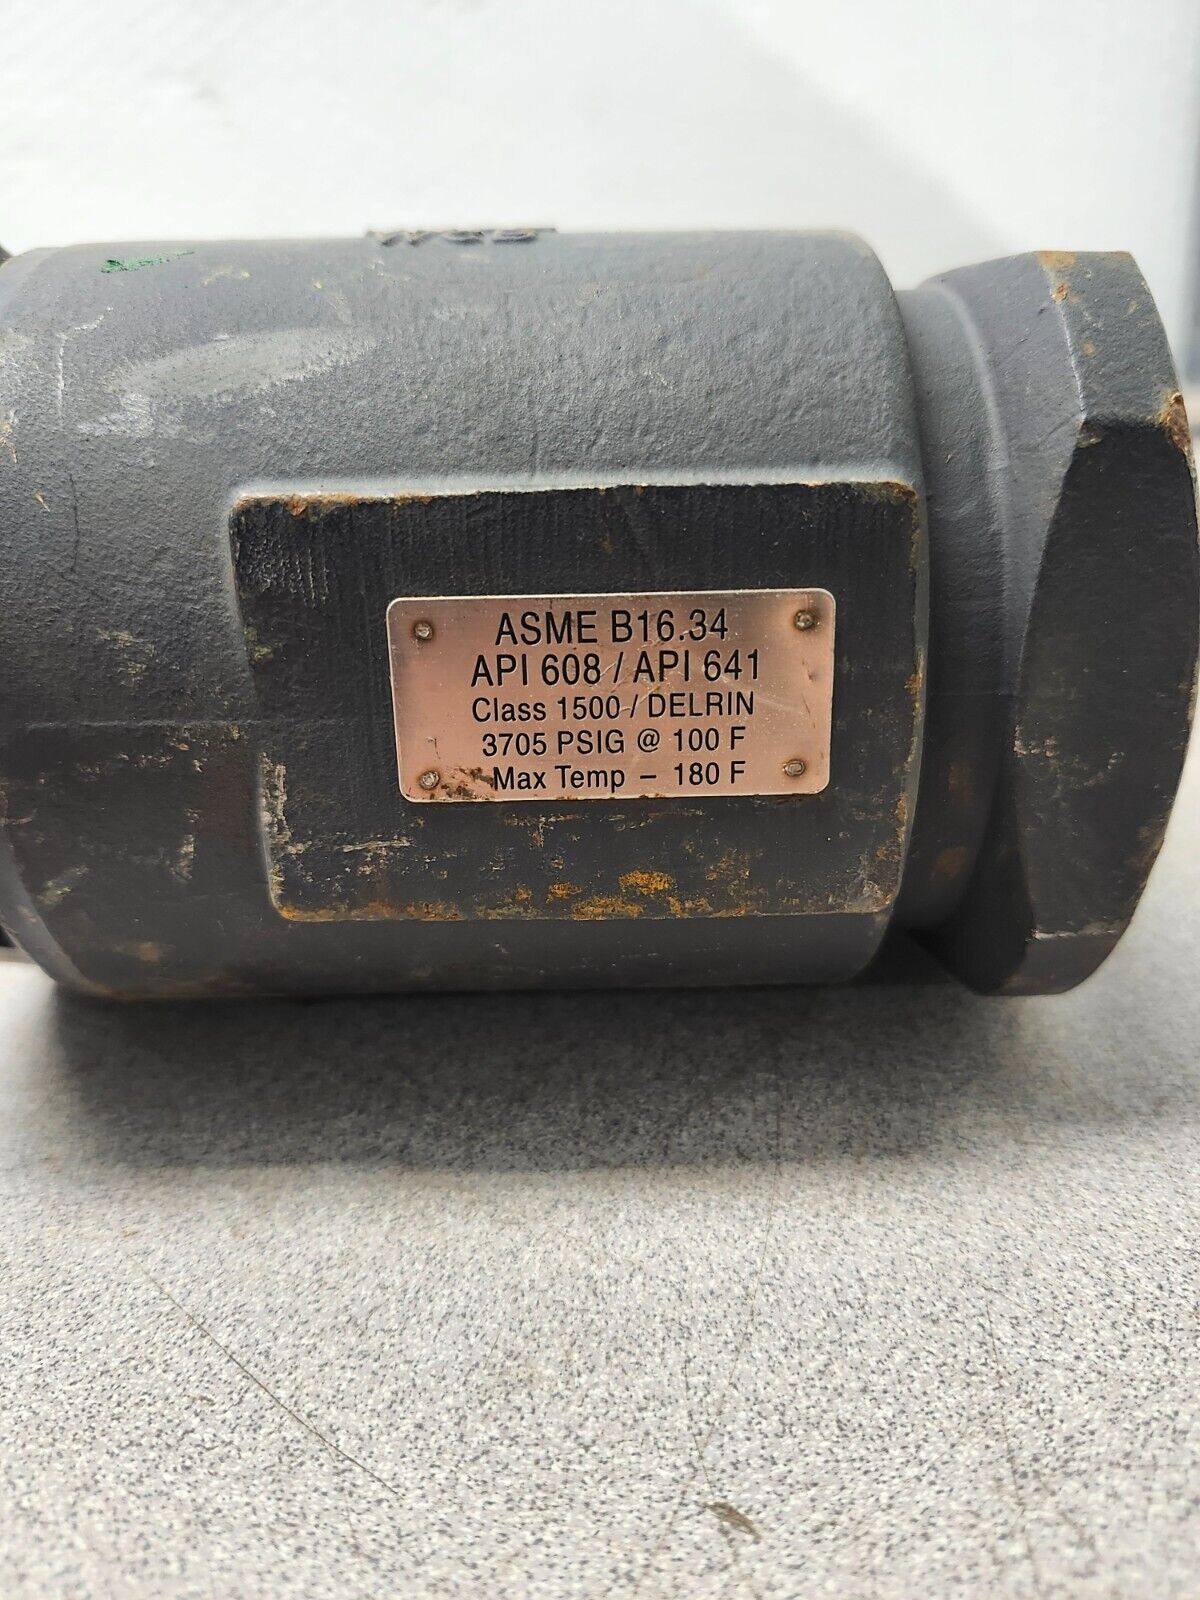 ASME B16.34
API 608 / API 641
Class 1500 / DELRIN
3705 PSIG @ 100 F
Max Temp – 180 F